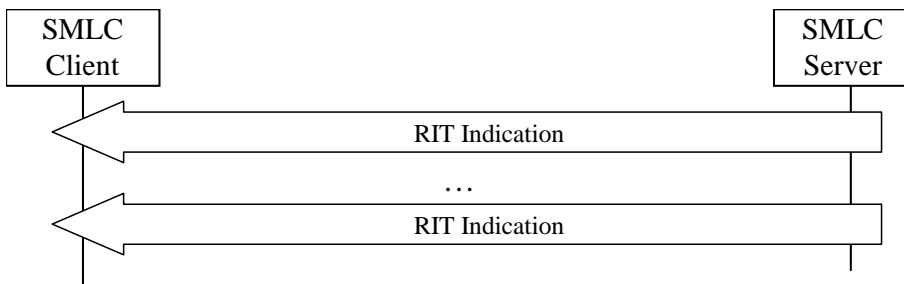 SMLC
Client
SMLC
Server
RIT Indication
…
RIT Indication